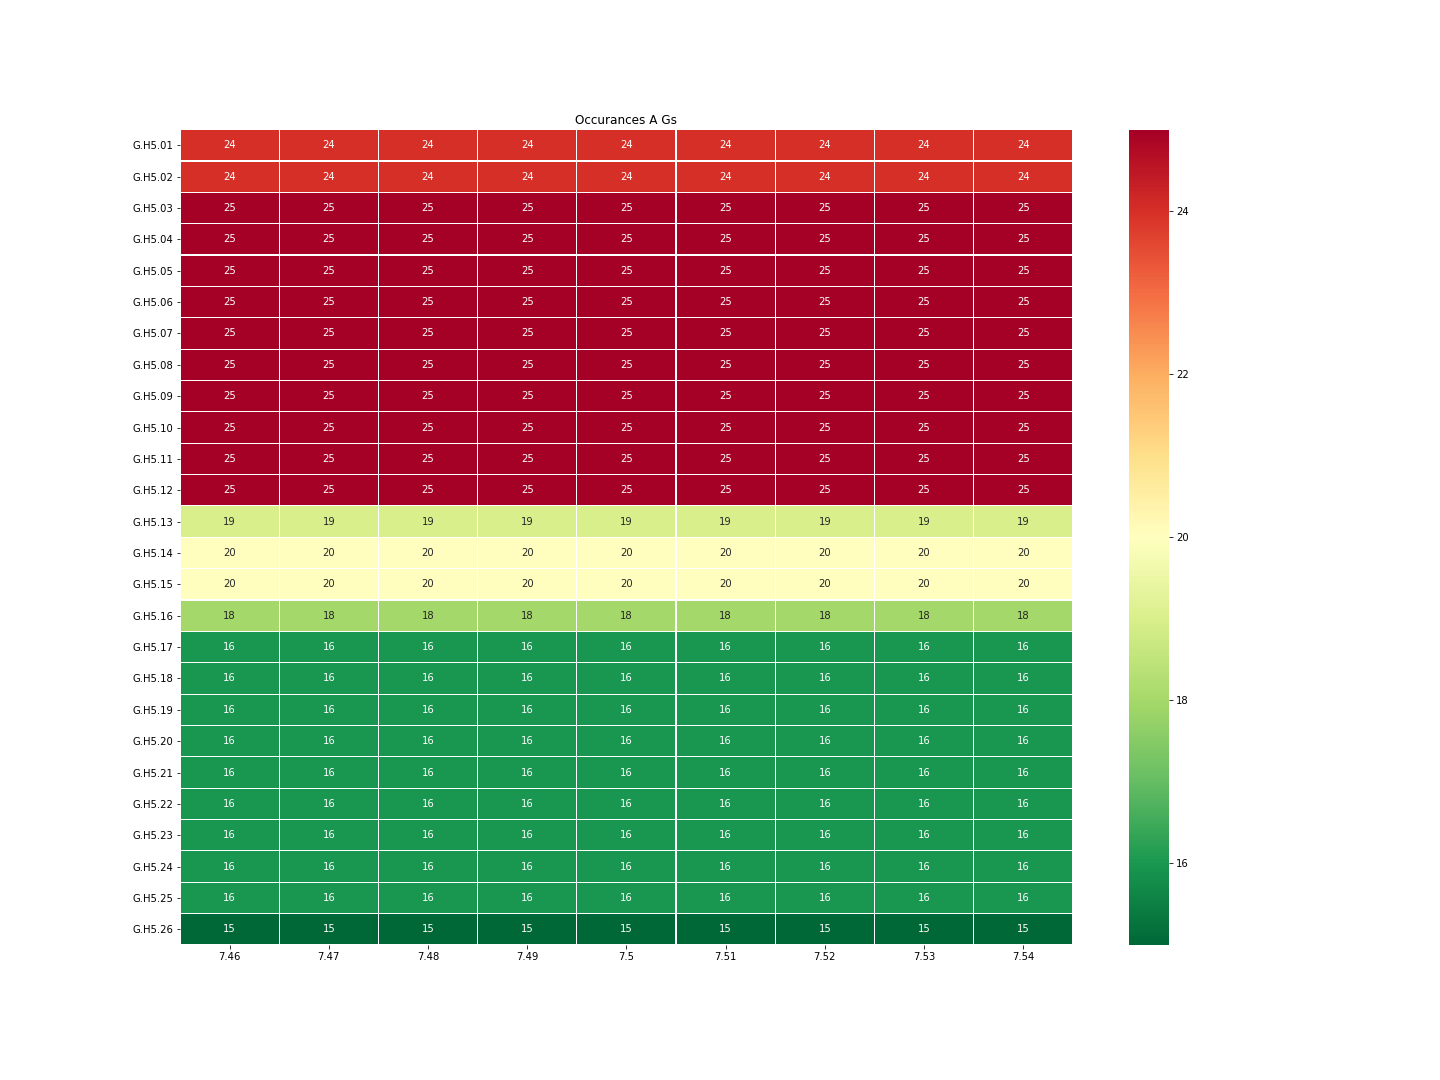 Occurances A Gs
G.H5.01 24 24 24 24 24 24 24 24 24
G.H5.02 24 24 24 24 24 24 24 24 24
G.H5.03 25 25 25 25 25 25 25 25 25
G.H5.04 25 25 25 25 25 25 25 25 25
G.H5.05 25 25 25 25 25 25 25 25 25
G.H5.06 25 25 25 25 25 25 25 25 25
G.H5.07 25 25 25 25 25 25 25 25 25
G.H5.08 25 25 25 25 25 25 25 25 25
G.H5.09 25 25 25 25 25 25 25 25 25
G.H5.10 25 25 25 25 25 25 25 25 25
G.H5.11 25 25 25 25 25 25 25 25 25
G.H5.12 25 25 25 25 25 25 25 25 25
G.H5.13 19 19 19 19 19 19 19 19 19
G.H5.14 20 20 20 20 20 20 20 20 20
G.H5.15 20 20 20 20 20 20 20 20 20
G.H5.16 18 18 18 18 18 18 18 18 18
G.H5.17 16 16 16 16 16 16 16 16 16
G.H5.18 16 16 16 16 16 16 16 16 16
G.H5.19 16 16 16 16 16 16 16 16 16
G.H5.20 16 16 16 16 16 16 16 16 16
G.H5.21 16 16 16 16 16 16 16 16 16
G.H5.22 16 16 16 16 16 16 16 16 16
G.H5.23 16 16 16 16 16 16 16 16 16
G.H5.24 16 16 16 16 16 16 16 16 16
G.H5.25 16 16 16 16 16 16 16 16 16
G.H5.26 15 15 15 15 15 15 15 15 15
7.46 7.47 7.48 7.49 7.5 7.51 7.52 7.53 7.54
24
22
20
18
16